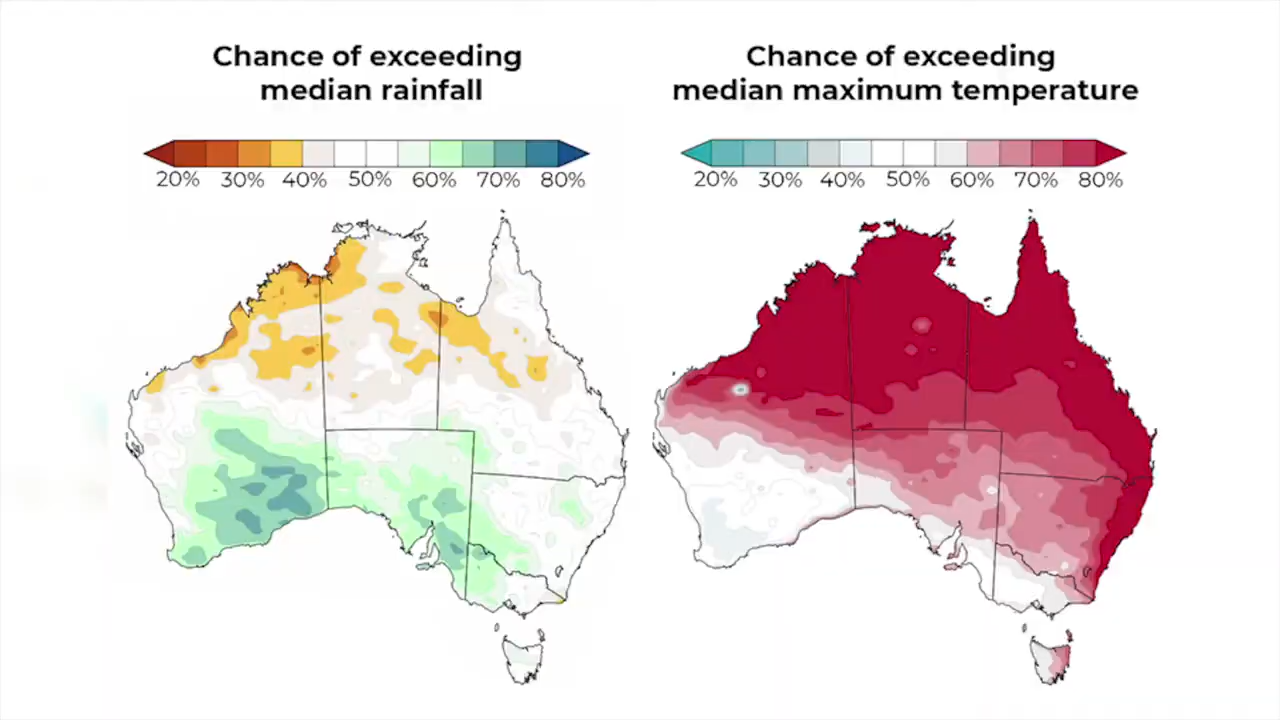 Chance of exceeding
median rainfall
20% 30% 40% 50% 60% 70% 80%
Chance of exceeding
median maximum temperature
20% 30% 40% 50% 60% 70% 80%